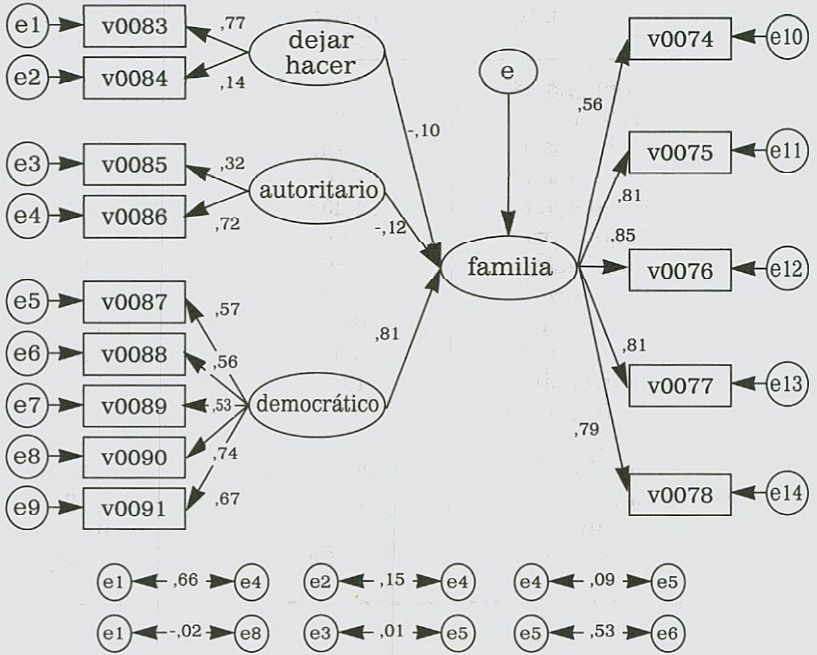 e1 v0083 ,77
dejar
hacer
e2 v0084 ,14
e
v0074 e10
,56
-,10
e3 v0085 ,32
autoritario
e4 v0086 ,72
-,12
v0075 e11
,81
familia
,85
v0076 e12
e5 v0087 ,57
e6 v0088 ,56
e7 v0089 ,53
democrático
,81
e8 v0090 ,74
e9 v0091 ,67
,81
v0077 e13
,79
v0078 e14
e1 ,66 e4 e2 ,15 e4 e4 ,09 e5
e1 -,02 e8 e3 ,01 e5 e5 ,53 e6